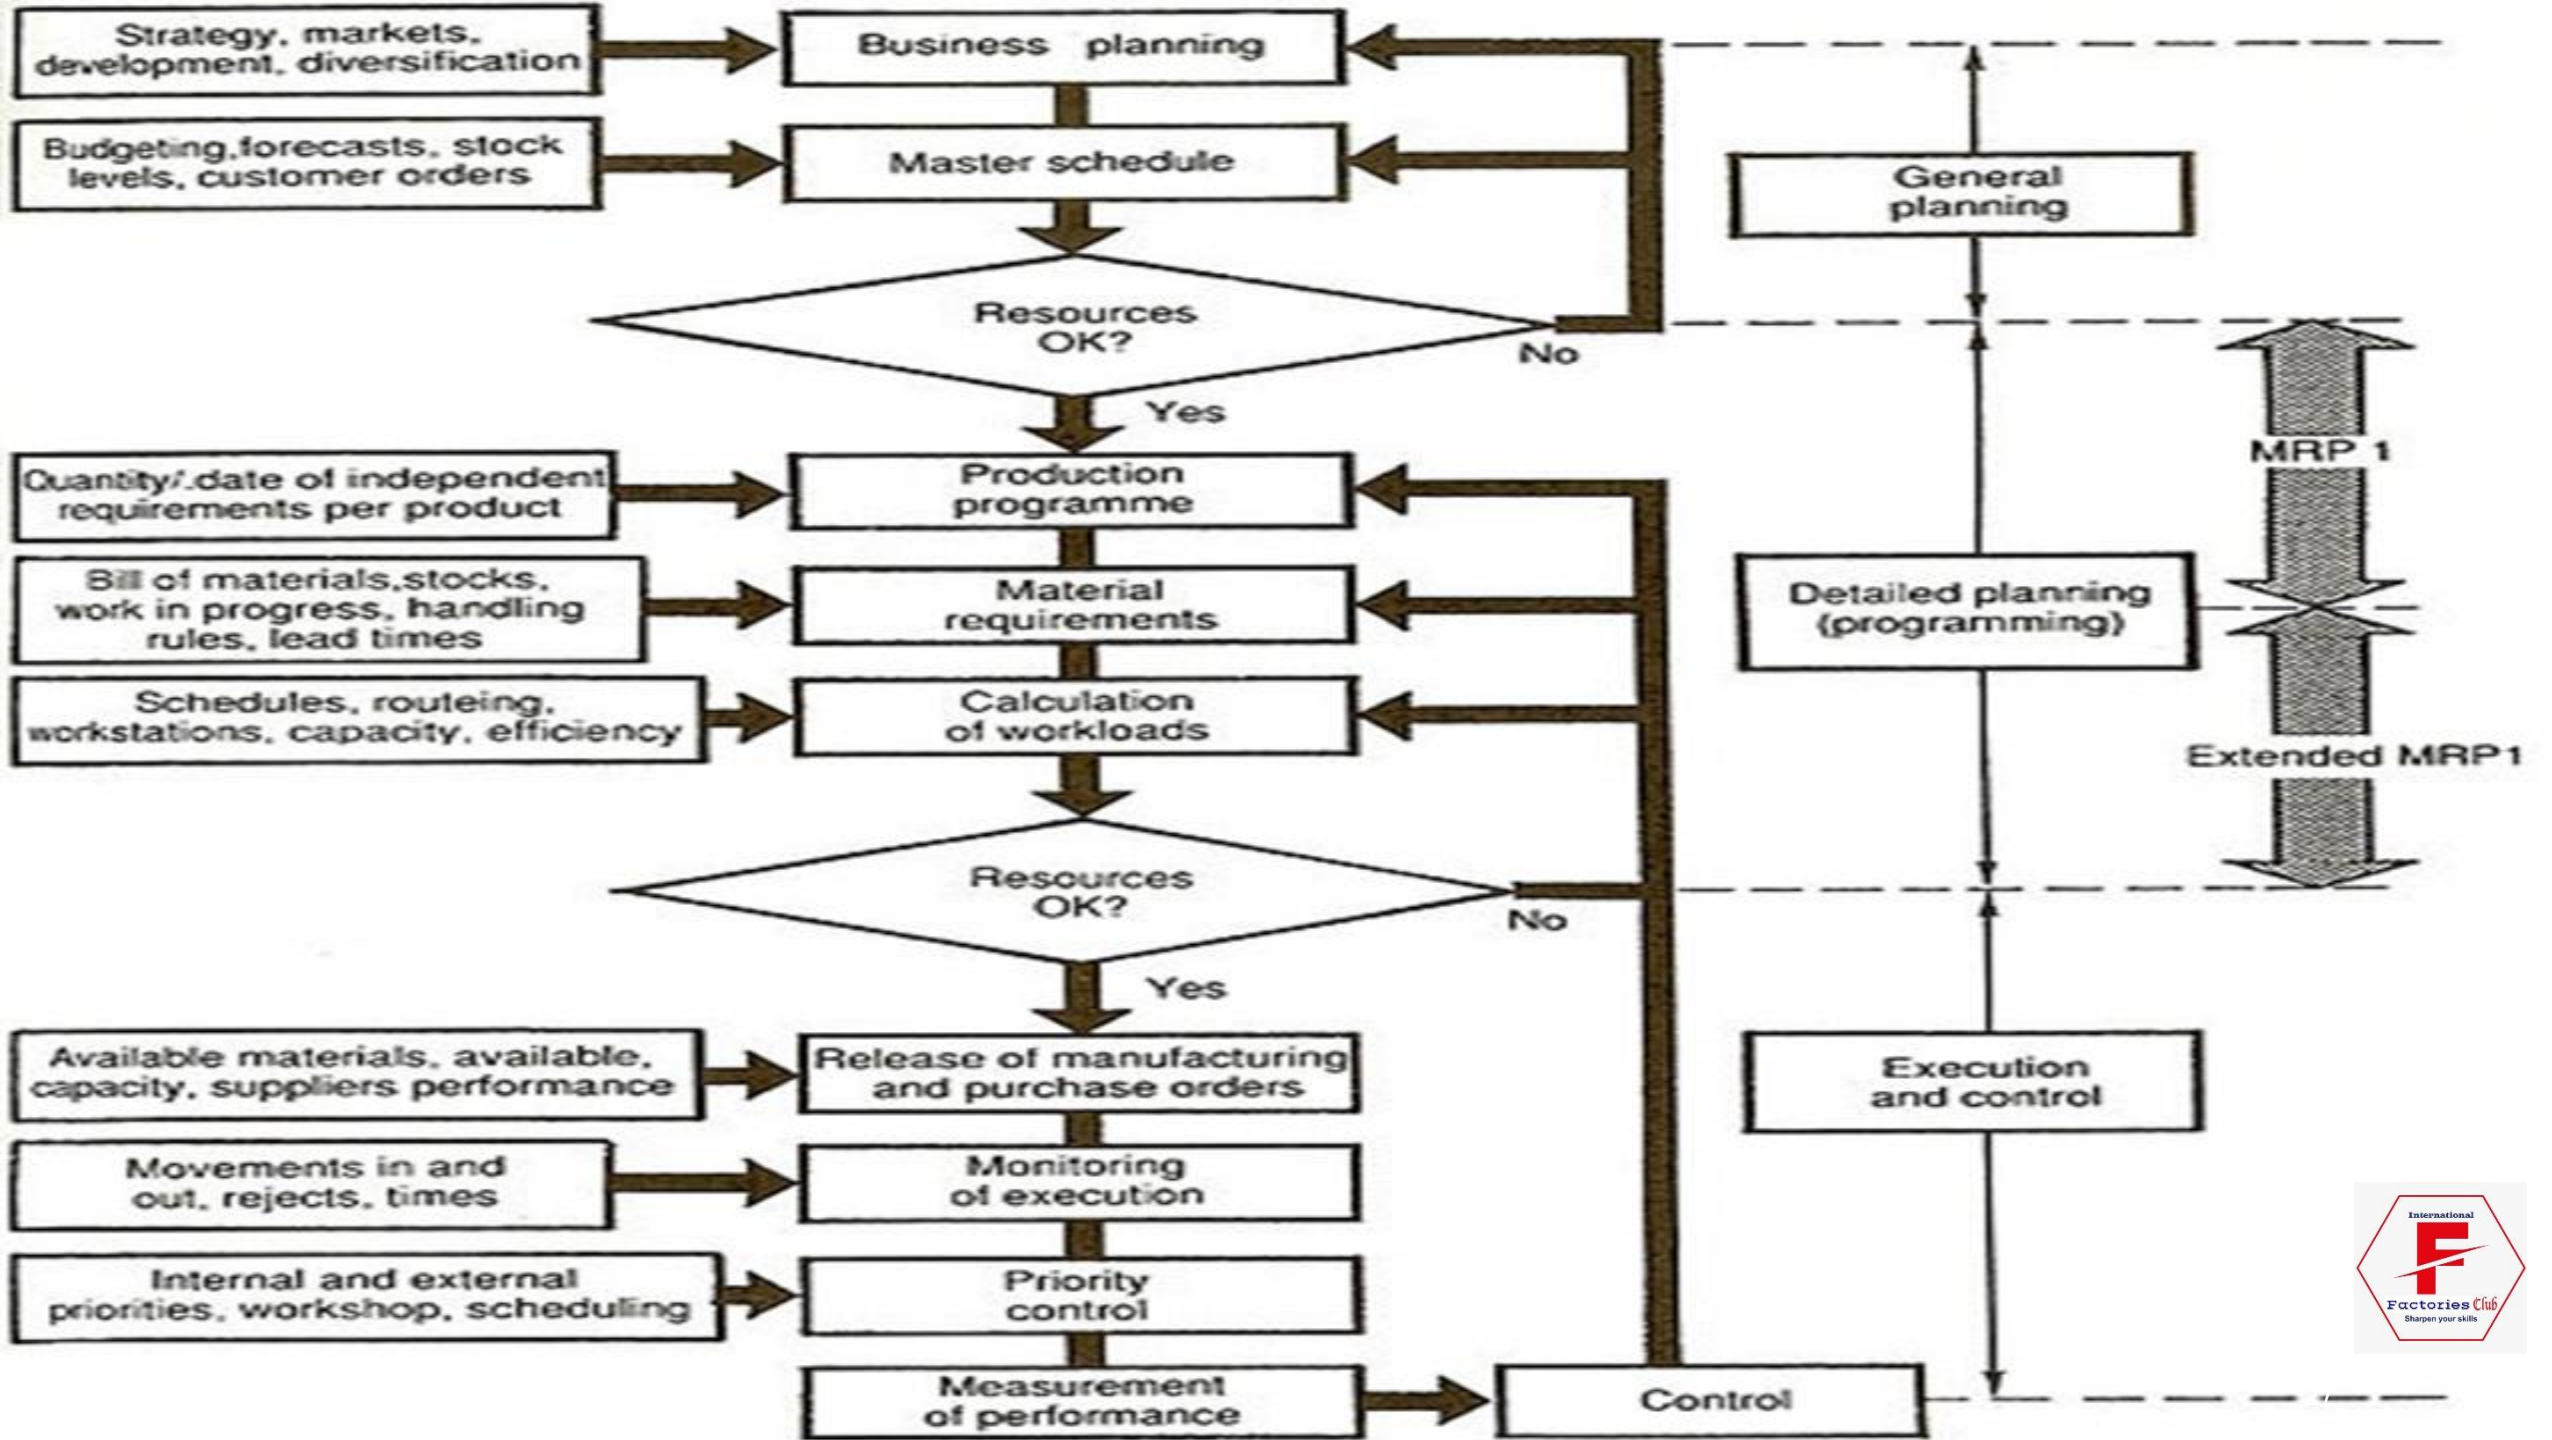 Strategy, markets,
development, diversification
Business planning
Budgeting,forecasts, stock
levels, customer orders
Master schedule
General
planning
Resources
OK?
No
Yes
MRP 1
Quantity/.date of independent
requirements per product
Production
programme
Bill of materials,stocks,
work in progress, handling
rules, lead times
Material
requirements
Detailed planning
(programming)
Schedules, routeing,
workstations, capacity, efficiency
Calculation
of workloads
Extended MRP1
Resources
OK?
No
Yes
Available materials, available,
capacity, suppliers performance
Release of manufacturing
and purchase orders
Execution
and control
Movements in and
out, rejects, times
Monitoring
of execution
Internal and external
priorities, workshop, scheduling
Priority
control
Measurement
of performance
Control
International
F
Factories Club
Sharpen your skills